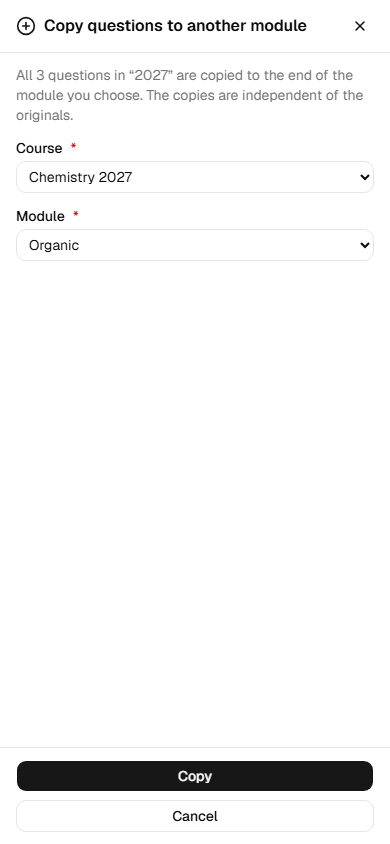 Copy questions to another module
All 3 questions in “2027” are copied to the end of the
module you choose. The copies are independent of the
originals.
Course *
Chemistry 2027
Module *
Organic
Copy
Cancel